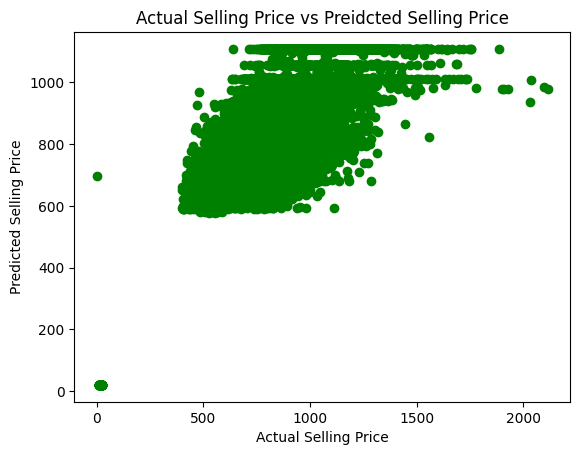 Actual Selling Price vs Preidcted Selling Price
Predicted Selling Price
1000
800
600
400
200
0
0 500 1000 1500 2000
Actual Selling Price